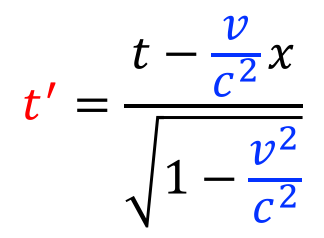 t' = (t − (v/c²)x) / √(1 − v²/c²)